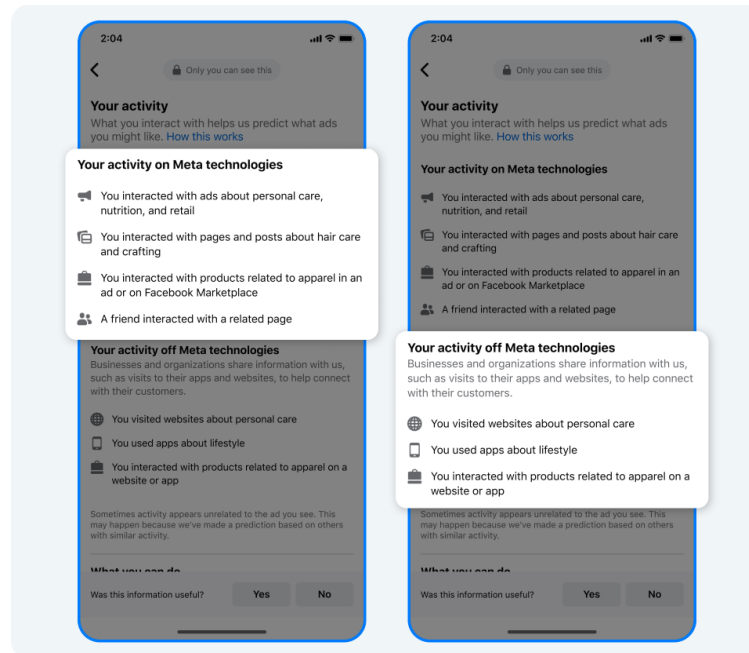 2:04
Only you can see this
Your activity
What you interact with helps us predict what ads
you might like. How this works
Your activity on Meta technologies
You interacted with ads about personal care,
nutrition, and retail
You interacted with pages and posts about hair care
and crafting
You interacted with products related to apparel in an
ad or on Facebook Marketplace
A friend interacted with a related page
Your activity off Meta technologies
Businesses and organizations share information with us,
such as visits to their apps and websites, to help connect
with their customers.
You visited websites about personal care
You used apps about lifestyle
You interacted with products related to apparel on a
website or app
Sometimes activity appears unrelated to the ad you see. This
may happen because we've made a prediction based on others
with similar activity.
What you can do
Was this information useful?
Yes
No
2:04
Only you can see this
Your activity
What you interact with helps us predict what ads
you might like. How this works
Your activity on Meta technologies
You interacted with ads about personal care,
nutrition, and retail
You interacted with pages and posts about hair care
and crafting
You interacted with products related to apparel in an
ad or on Facebook Marketplace
A friend interacted with a related page
Your activity off Meta technologies
Businesses and organizations share information with us,
such as visits to their apps and websites, to help connect
with their customers.
You visited websites about personal care
You used apps about lifestyle
You interacted with products related to apparel on a
website or app
Sometimes activity appears unrelated to the ad you see. This
may happen because we've made a prediction based on others
with similar activity.
What you can do
Was this information useful?
Yes
No